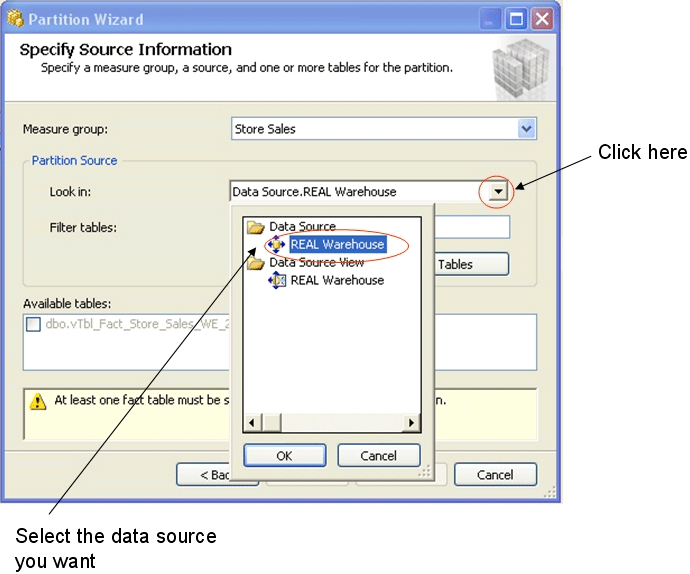 Partition Wizard
Specify Source Information
Specify a measure group, a source, and one or more tables for the partition.
Measure group:
Store Sales
Click here
Partition Source
Look in:
Data Source.REAL Warehouse
Filter tables:
Data Source
REAL Warehouse
Data Source View
Tables
REAL Warehouse
Available tables:
dbo.vTbl_Fact_Store_Sales_WE_2
At least one fact table must be s
n.
OK
Cancel
< Bac
Cancel
Select the data source
you want